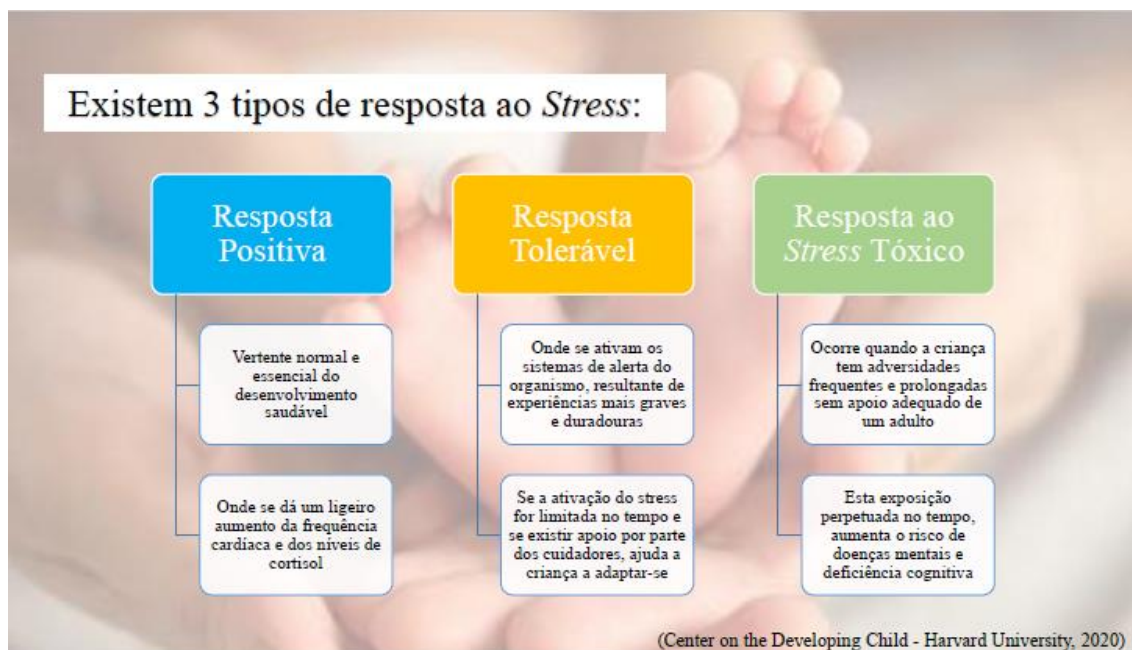 Existem 3 tipos de resposta ao Stress:
Resposta
Positiva
Vertente normal e
essencial do
desenvolvimento
saudável
Onde se dá um ligeiro
aumento da frequência
cardíaca e dos níveis de
cortisol
Resposta
Tolerável
Onde se ativam os
sistemas de alerta do
organismo, resultante de
experiências mais graves
e duradouras
Se a ativação do stress
for limitada no tempo e
se existir apoio por parte
dos cuidadores, ajuda a
criança a adaptar-se
Resposta ao
Stress Tóxico
Ocorre quando a criança
tem adversidades
frequentes e prolongadas
sem apoio adequado de
um adulto
Esta exposição
perpetuada no tempo,
aumenta o risco de
doenças mentais e
deficiência cognitiva
(Center on the Developing Child - Harvard University, 2020)